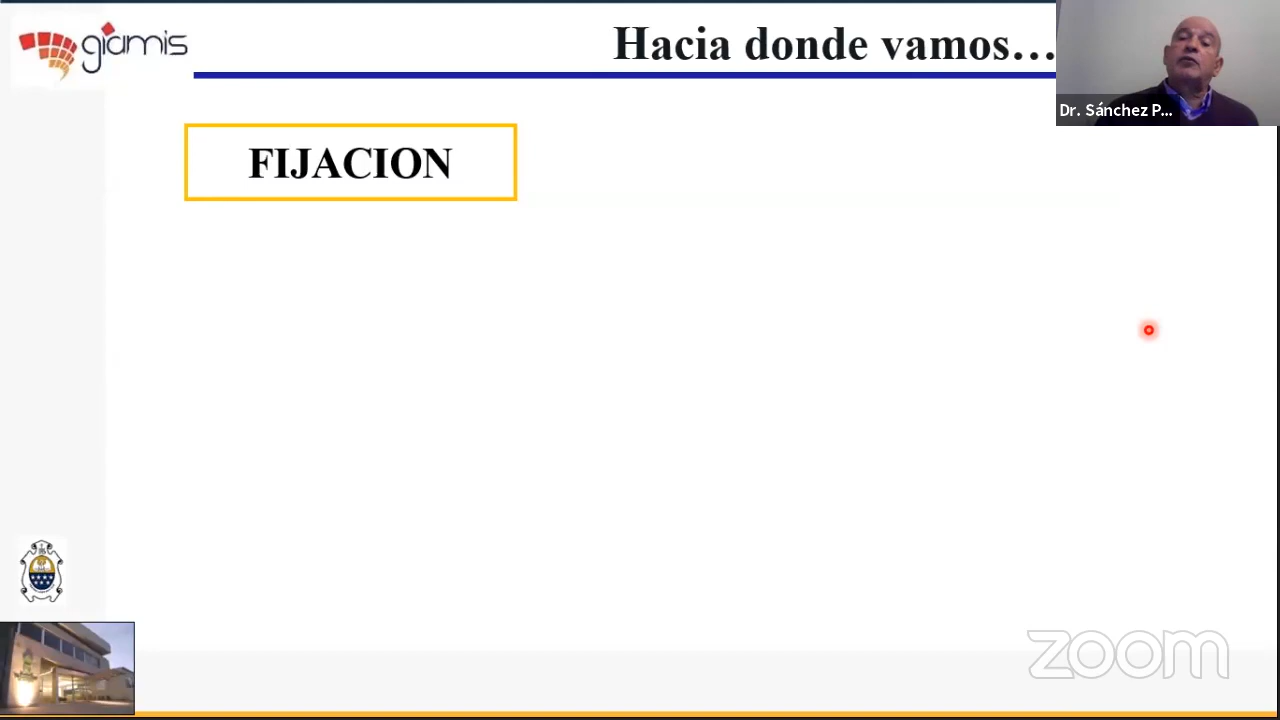 giamis
Hacia donde vamos…
Dr. Sánchez P...
FIJACION
zoom